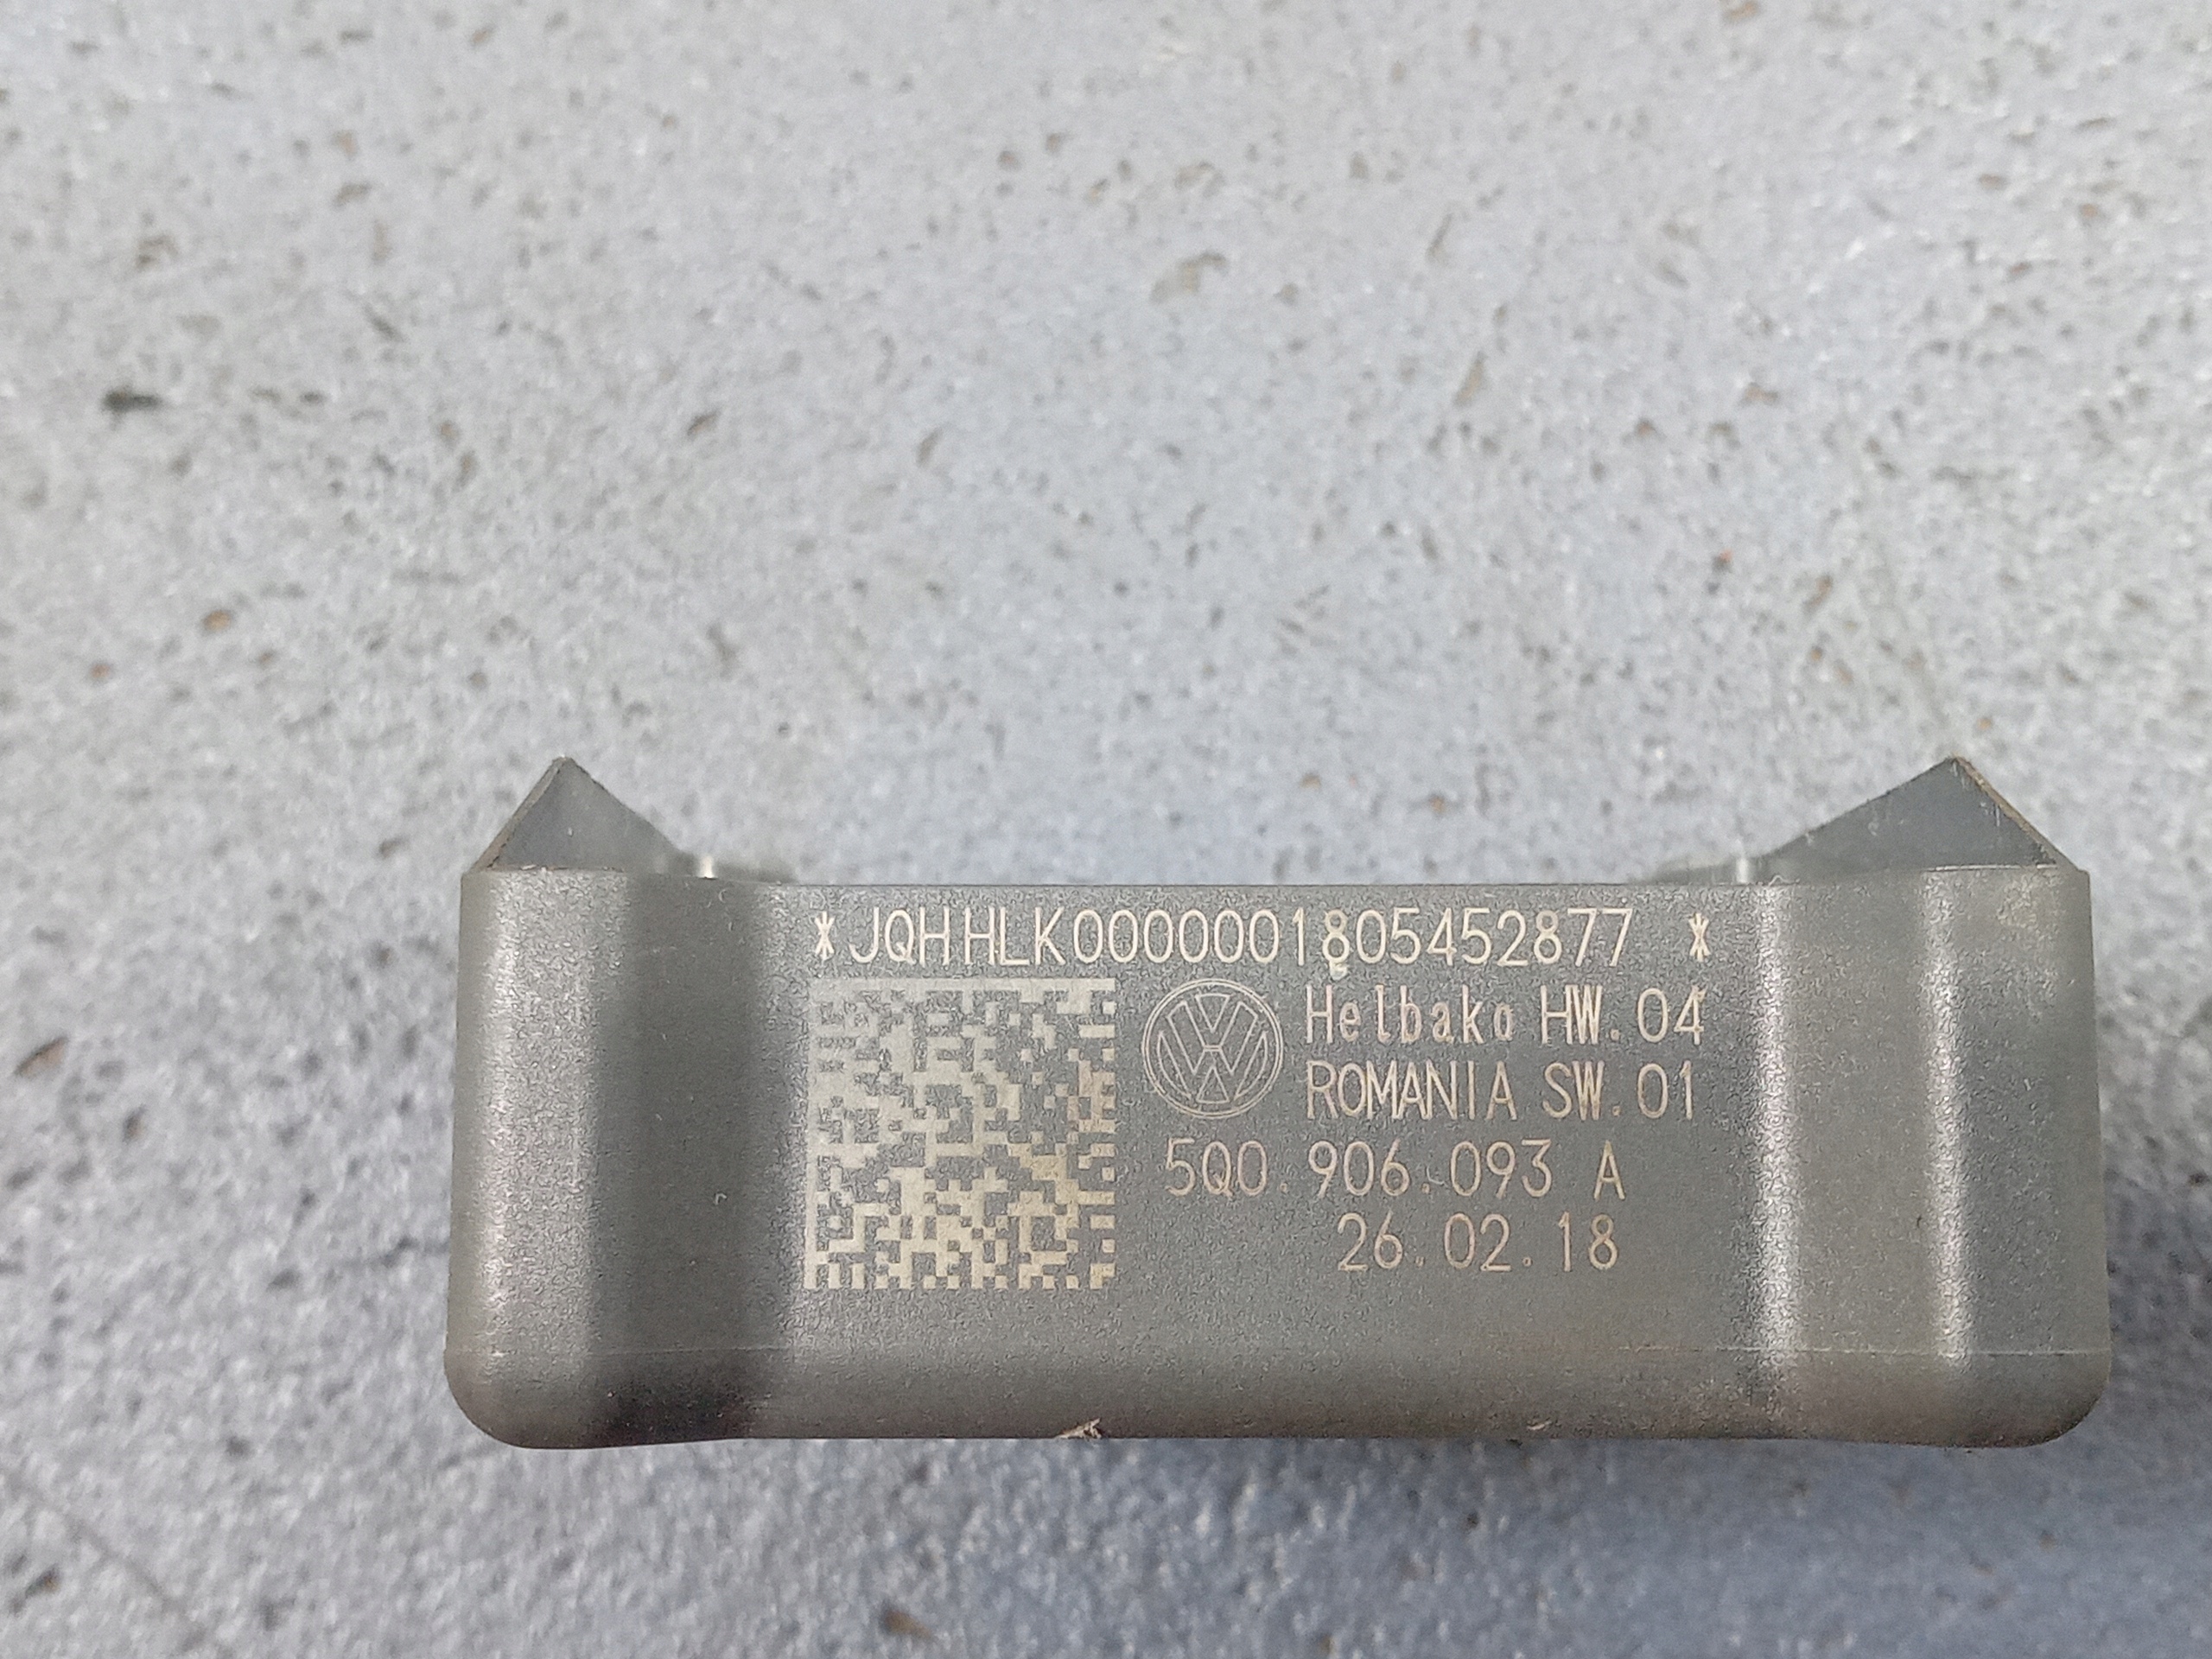 *JQHHLK0000001805452877 *
Helbako HW.04
ROMANIA SW.01
5Q0.906.093 A
26.02.18